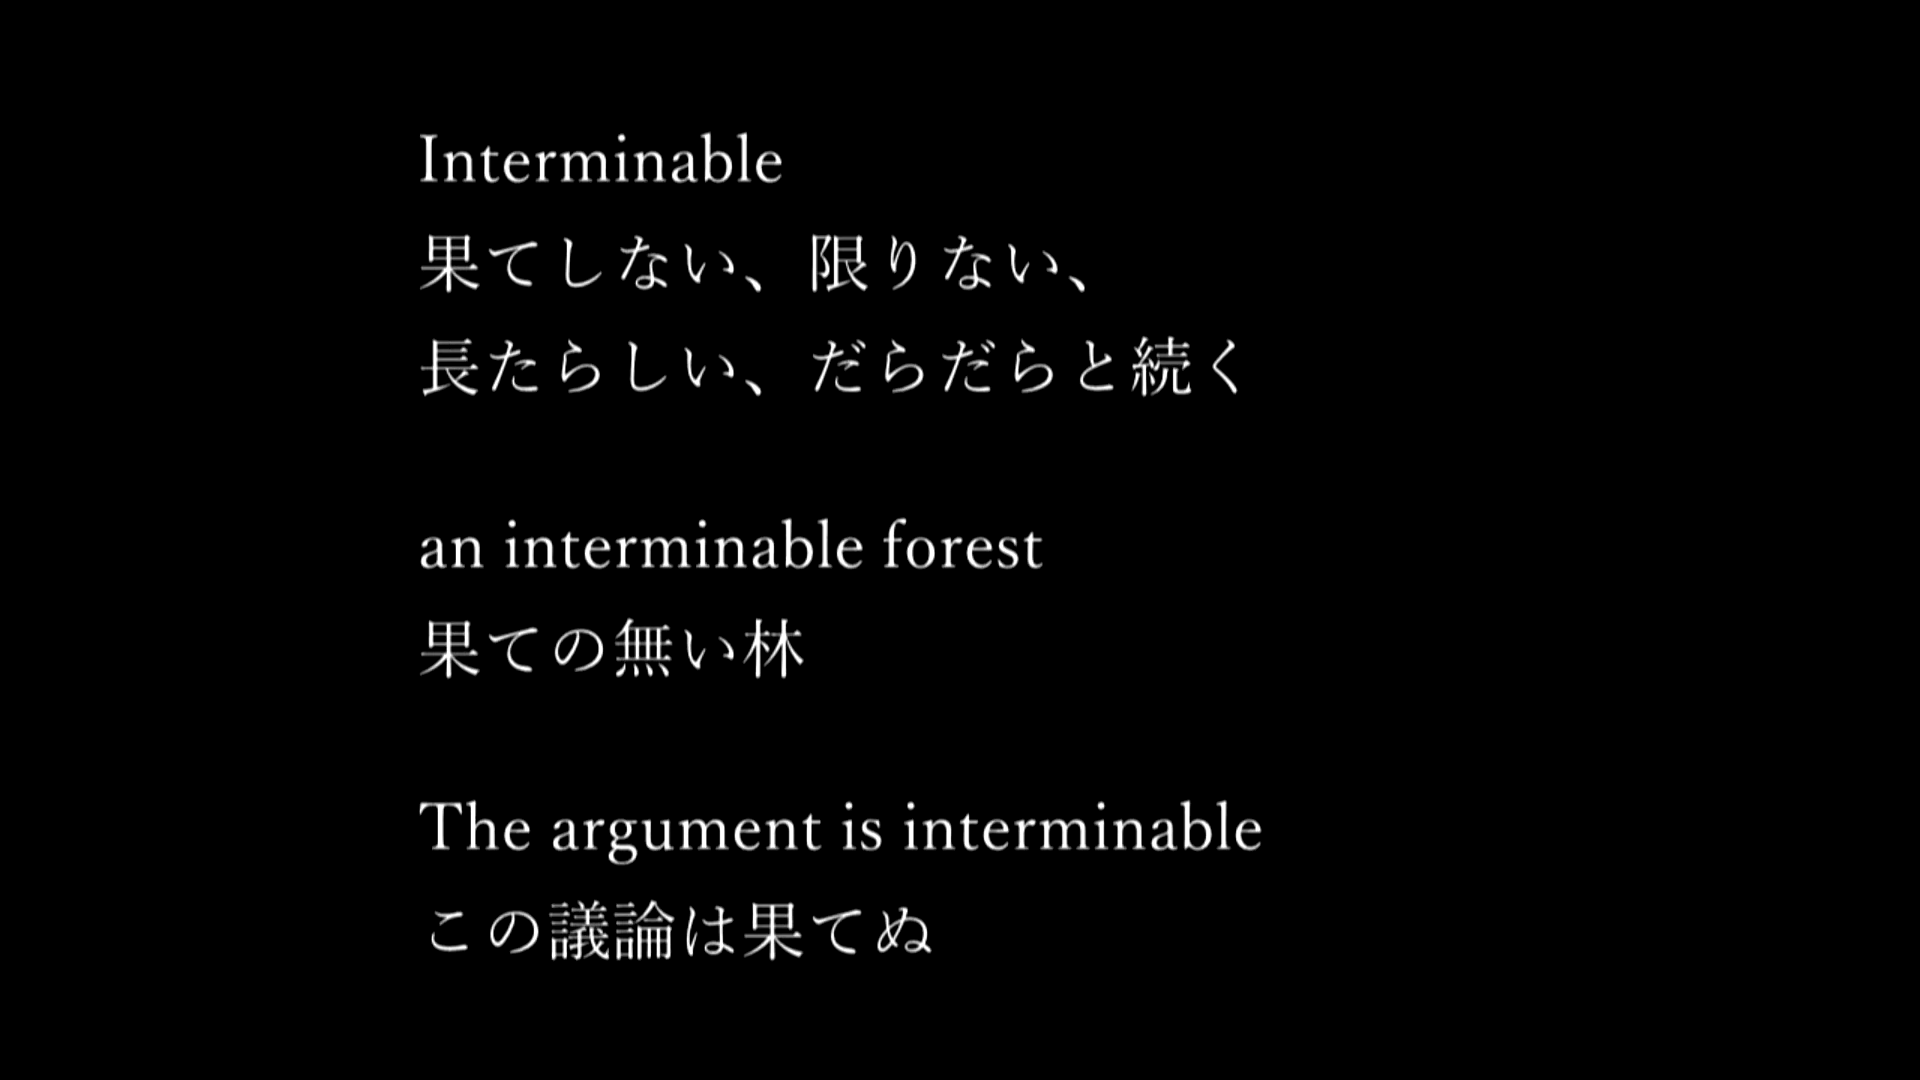 Interminable
果てしない、限りない、
長たらしい、だらだらと続く
an interminable forest
果ての無い林
The argument is interminable
この議論は果てぬ